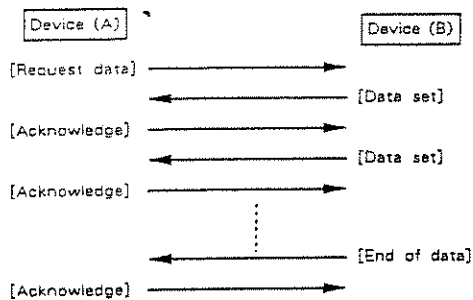 Device (A)
Device (B)
[Request data]
[Data set]
[Acknowledge]
[Data set]
[Acknowledge]
[End of data]
[Acknowledge]